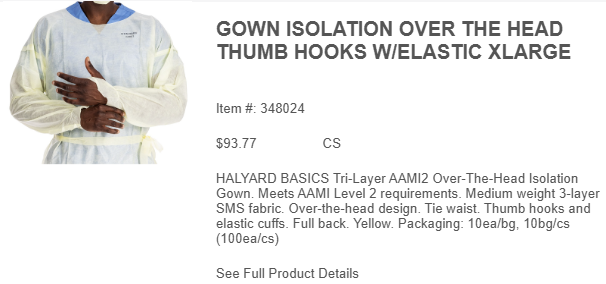 GOWN ISOLATION OVER THE HEAD
THUMB HOOKS W/ELASTIC XLARGE
Item #: 348024
$93.77 CS
HALYARD BASICS Tri-Layer AAMI2 Over-The-Head Isolation
Gown. Meets AAMI Level 2 requirements. Medium weight 3-layer
SMS fabric. Over-the-head design. Tie waist. Thumb hooks and
elastic cuffs. Full back. Yellow. Packaging: 10ea/bg, 10bg/cs
(100ea/cs)
See Full Product Details